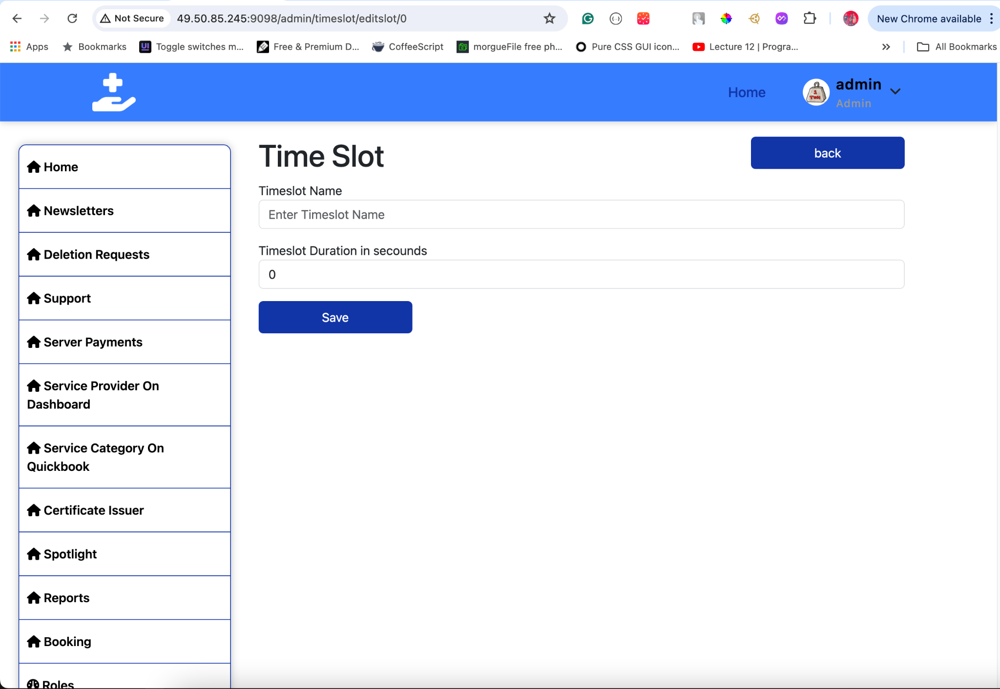 Not Secure
49.50.85.245:9098/admin/timeslot/editslot/0
New Chrome available
Apps
Bookmarks
Toggle switches m...
Free & Premium D...
CoffeeScript
morgueFile free ph...
Pure CSS GUI icon...
Lecture 12 | Progra...
All Bookmarks
Home
admin
Admin
Home
Newsletters
Deletion Requests
Support
Server Payments
Service Provider On
Dashboard
Service Category On
Quickbook
Certificate Issuer
Spotlight
Reports
Booking
Roles
Time Slot
back
Timeslot Name
Enter Timeslot Name
Timeslot Duration in secounds
0
Save